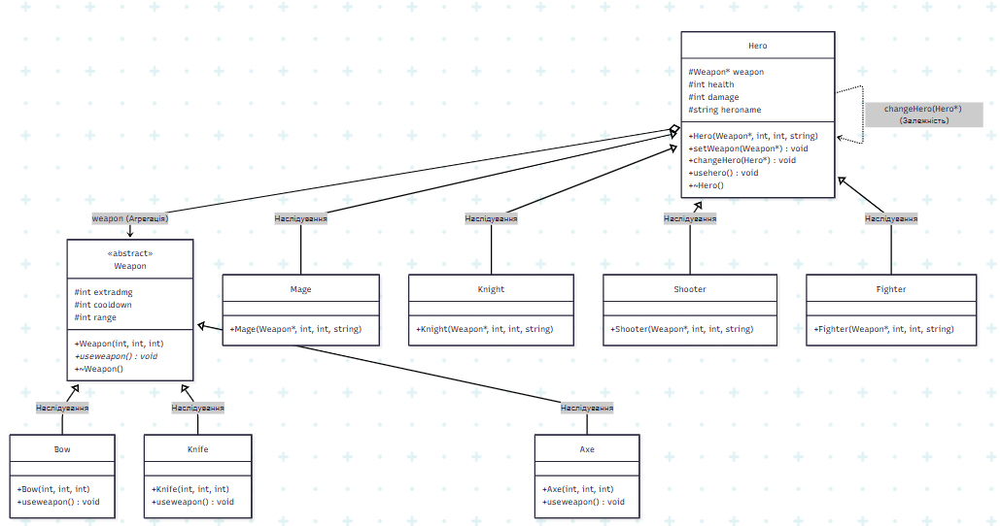 Hero
#Weapon* weapon
#int health
#int damage
#string heroname
+Hero(Weapon*, int, int, string)
+setWeapon(Weapon*) : void
+changeHero(Hero*) : void
+usehero() : void
+~Hero()
changeHero(Hero*)
(Залежність)
weapon (Агрегація)
Наслідування
Наслідування
Наслідування
Наслідування
«abstract»
Weapon
#int extradmg
#int cooldown
#int range
+Weapon(int, int, int)
+useweapon() : void
+~Weapon()
Mage
+Mage(Weapon*, int, int, string)
Knight
+Knight(Weapon*, int, int, string)
Shooter
+Shooter(Weapon*, int, int, string)
Fighter
+Fighter(Weapon*, int, int, string)
Наслідування
Наслідування
Наслідування
Bow
+Bow(int, int, int)
+useweapon() : void
Knife
+Knife(int, int, int)
+useweapon() : void
Axe
+Axe(int, int, int)
+useweapon() : void